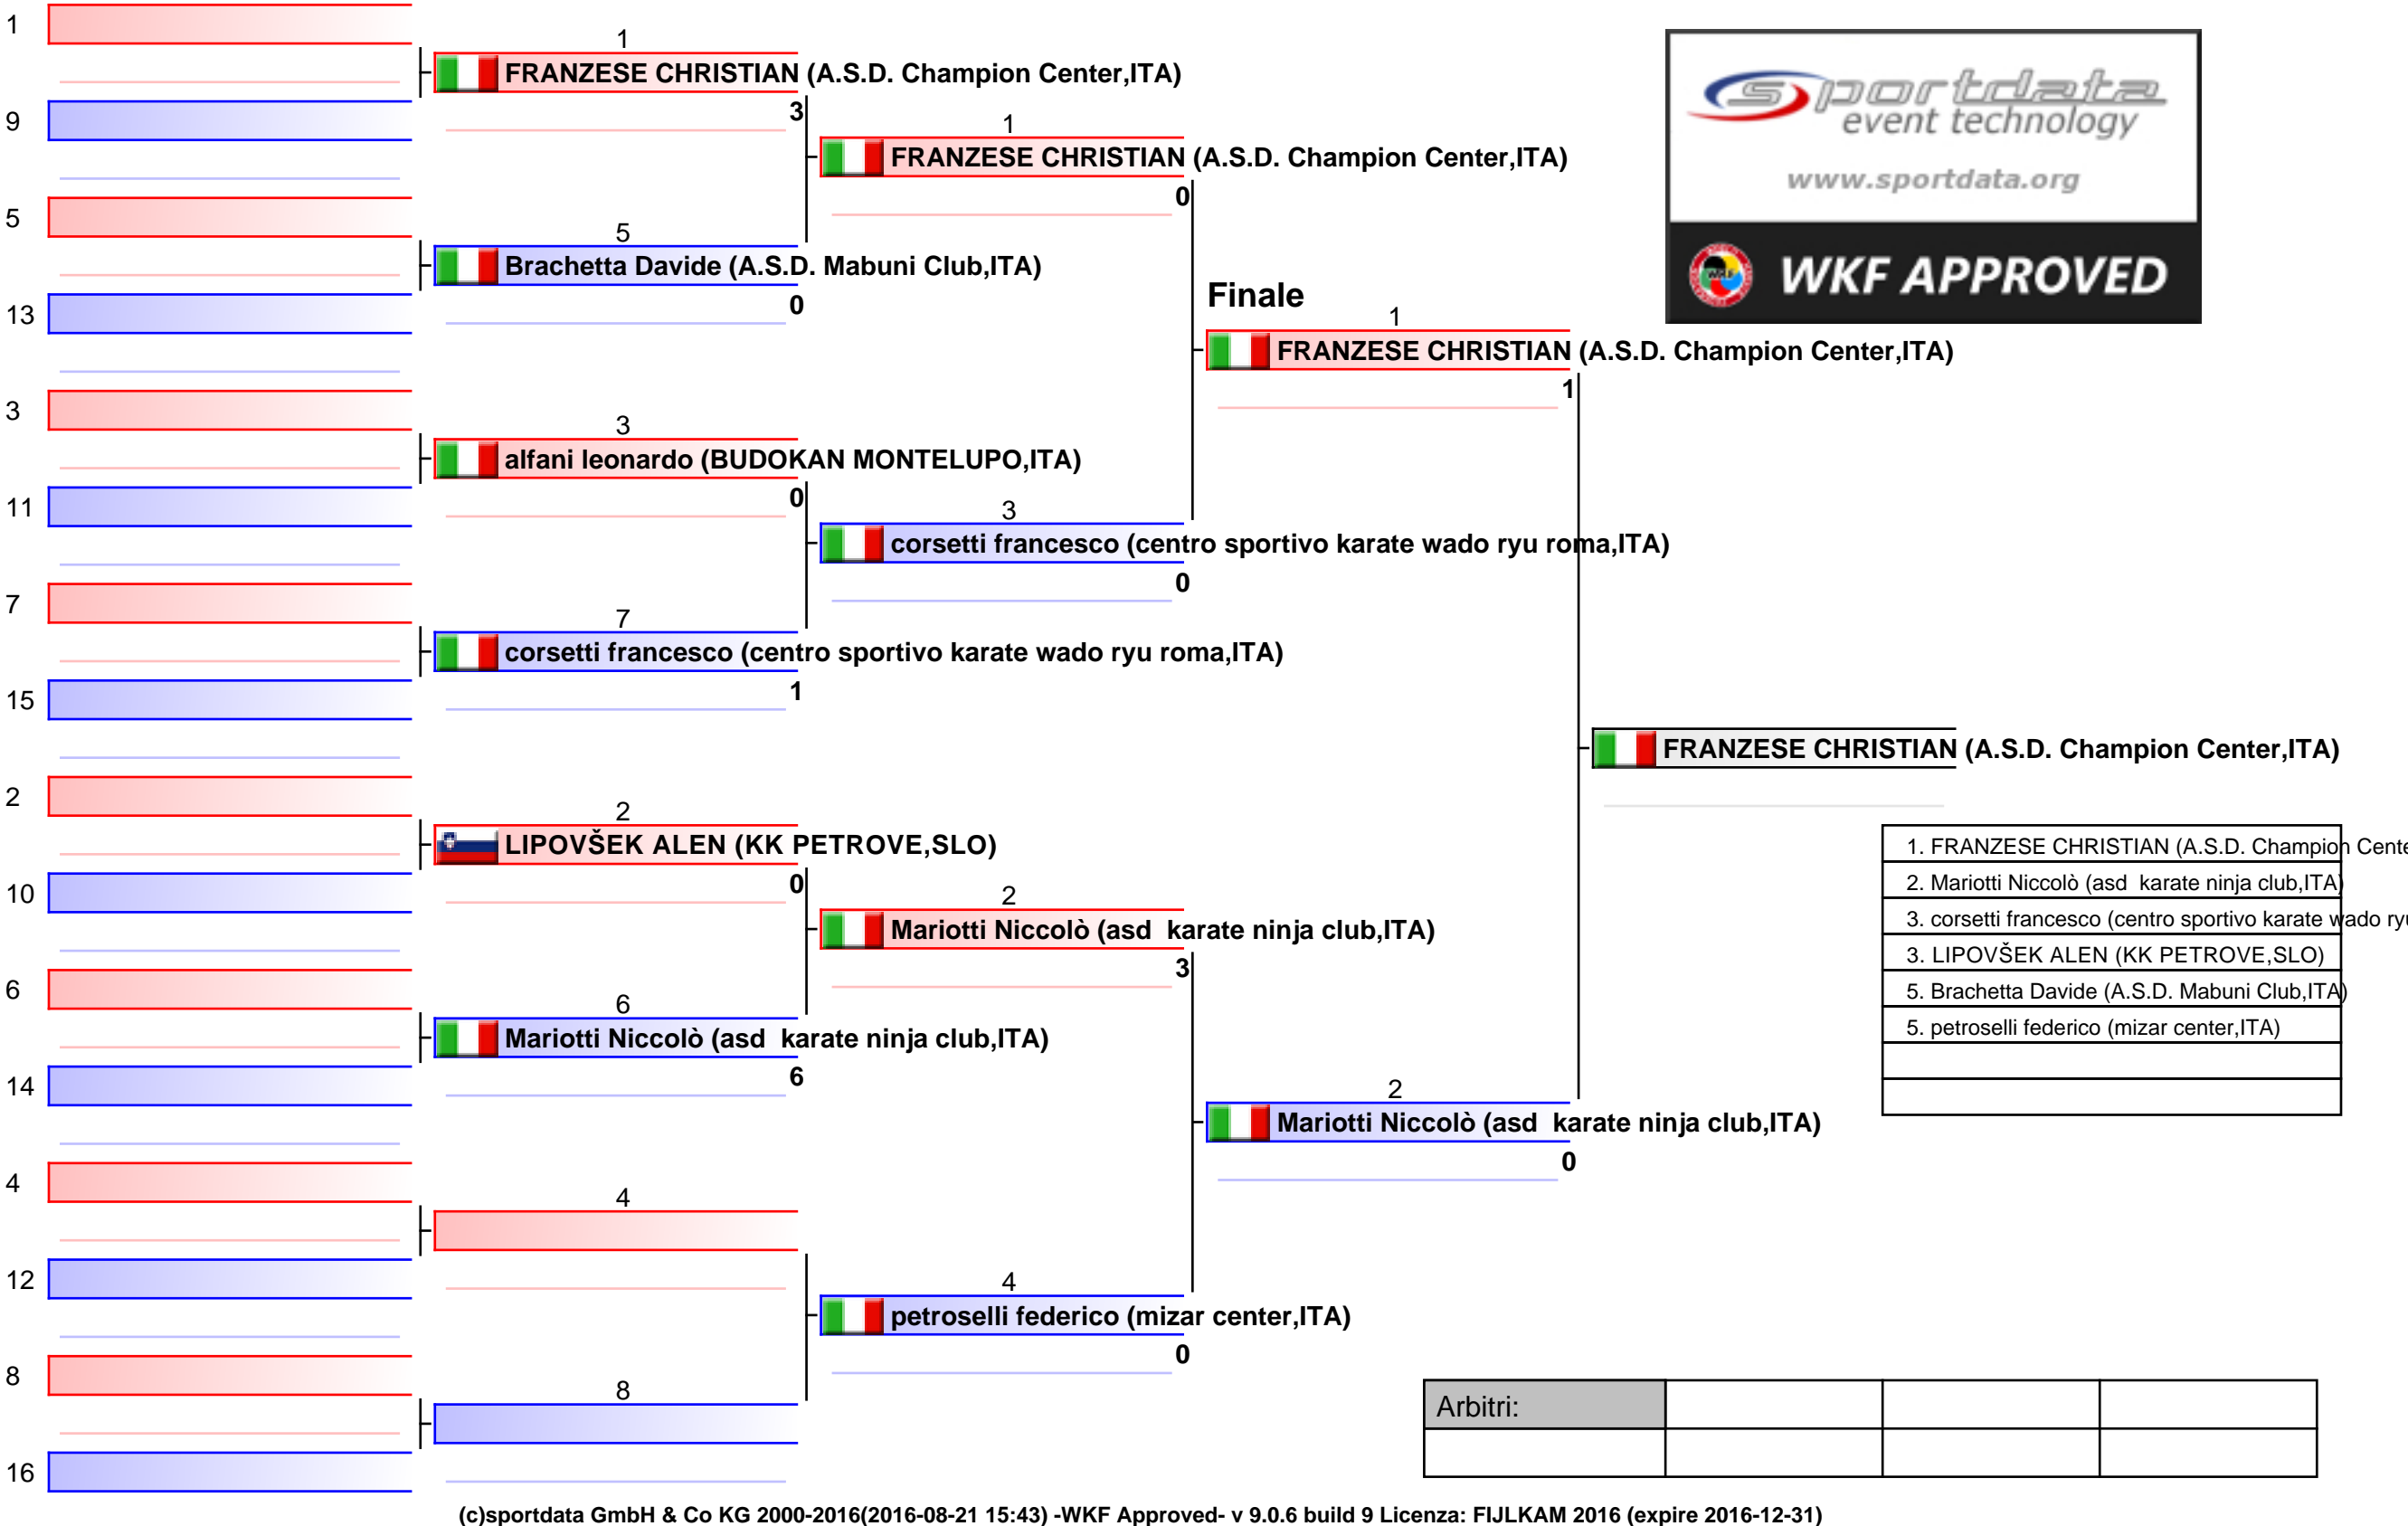 1
9
5
13
3
11
7
15
2
10
6
14
4
12
8
16
1
FRANZESE CHRISTIAN (A.S.D. Champion Center,ITA)
3
5
Brachetta Davide (A.S.D. Mabuni Club,ITA)
0
3
alfani leonardo (BUDOKAN MONTELUPO,ITA)
0
7
corsetti francesco (centro sportivo karate wado ryu roma,ITA)
1
2
LIPOVŠEK ALEN (KK PETROVE,SLO)
0
6
Mariotti Niccolò (asd  karate ninja club,ITA)
6
4
8
1
FRANZESE CHRISTIAN (A.S.D. Champion Center,ITA)
0
3
corsetti francesco (centro sportivo karate wado ryu roma,ITA)
0
2
Mariotti Niccolò (asd  karate ninja club,ITA)
3
4
petroselli federico (mizar center,ITA)
0
Finale
1
FRANZESE CHRISTIAN (A.S.D. Champion Center,ITA)
1
2
Mariotti Niccolò (asd  karate ninja club,ITA)
0
FRANZESE CHRISTIAN (A.S.D. Champion Center,ITA)
sportdata
event technology
www.sportdata.org
WKF
WKF APPROVED
1. FRANZESE CHRISTIAN (A.S.D. Champion Cente
2. Mariotti Niccolò (asd  karate ninja club,ITA)
3. corsetti francesco (centro sportivo karate wado ryu
3. LIPOVŠEK ALEN (KK PETROVE,SLO)
5. Brachetta Davide (A.S.D. Mabuni Club,ITA)
5. petroselli federico (mizar center,ITA)
Arbitri:
(c)sportdata GmbH & Co KG 2000-2016(2016-08-21 15:43) -WKF Approved- v 9.0.6 build 9 Licenza: FIJLKAM 2016 (expire 2016-12-31)